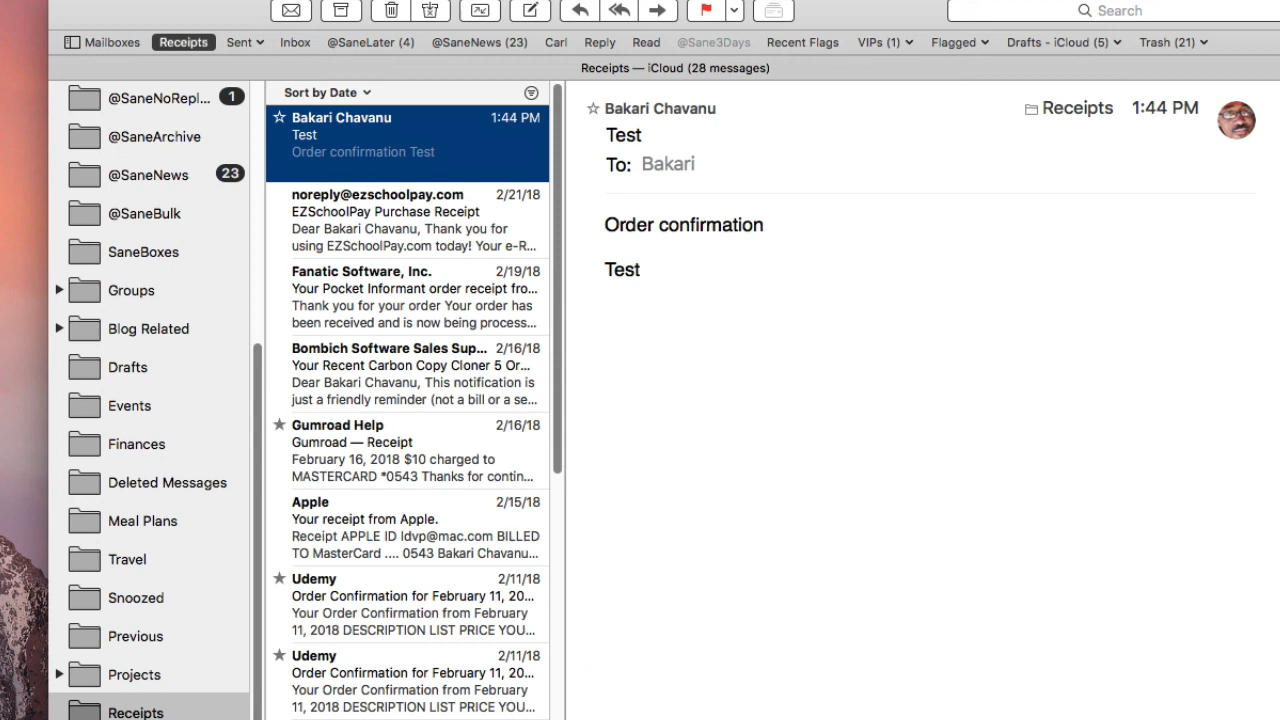 Search
Mailboxes Receipts Sent Inbox @SaneLater (4) @SaneNews (23) Carl Reply Read @Sane3Days Recent Flags VIPs (1) Flagged Drafts - iCloud (5) Trash (21)
Receipts — iCloud (28 messages)
@SaneNoRepl... 1
@SaneArchive
@SaneNews 23
@SaneBulk
SaneBoxes
Groups
Blog Related
Drafts
Events
Finances
Deleted Messages
Meal Plans
Travel
Snoozed
Previous
Projects
Receipts
Sort by Date
Bakari Chavanu 1:44 PM
Test
Order confirmation Test
noreply@ezschoolpay.com 2/21/18
EZSchoolPay Purchase Receipt
Dear Bakari Chavanu, Thank you for
using EZSchoolPay.com today! Your e-R...
Fanatic Software, Inc. 2/19/18
Your Pocket Informant order receipt fro...
Thank you for your order Your order has
been received and is now being process...
Bombich Software Sales Sup... 2/16/18
Your Recent Carbon Copy Cloner 5 Or...
Dear Bakari Chavanu, This notification is
just a friendly reminder (not a bill or a se...
Gumroad Help 2/16/18
Gumroad — Receipt
February 16, 2018 $10 charged to
MASTERCARD *0543 Thanks for contin...
Apple 2/15/18
Your receipt from Apple.
Receipt APPLE ID ldvp@mac.com BILLED
TO MasterCard .... 0543 Bakari Chavanu...
Udemy 2/11/18
Order Confirmation for February 11, 20...
Your Order Confirmation from February
11, 2018 DESCRIPTION LIST PRICE YOU...
Udemy 2/11/18
Order Confirmation for February 11, 20...
Your Order Confirmation from February
11, 2018 DESCRIPTION LIST PRICE YOU...
Bakari Chavanu Receipts 1:44 PM
Test
To: Bakari
Order confirmation
Test